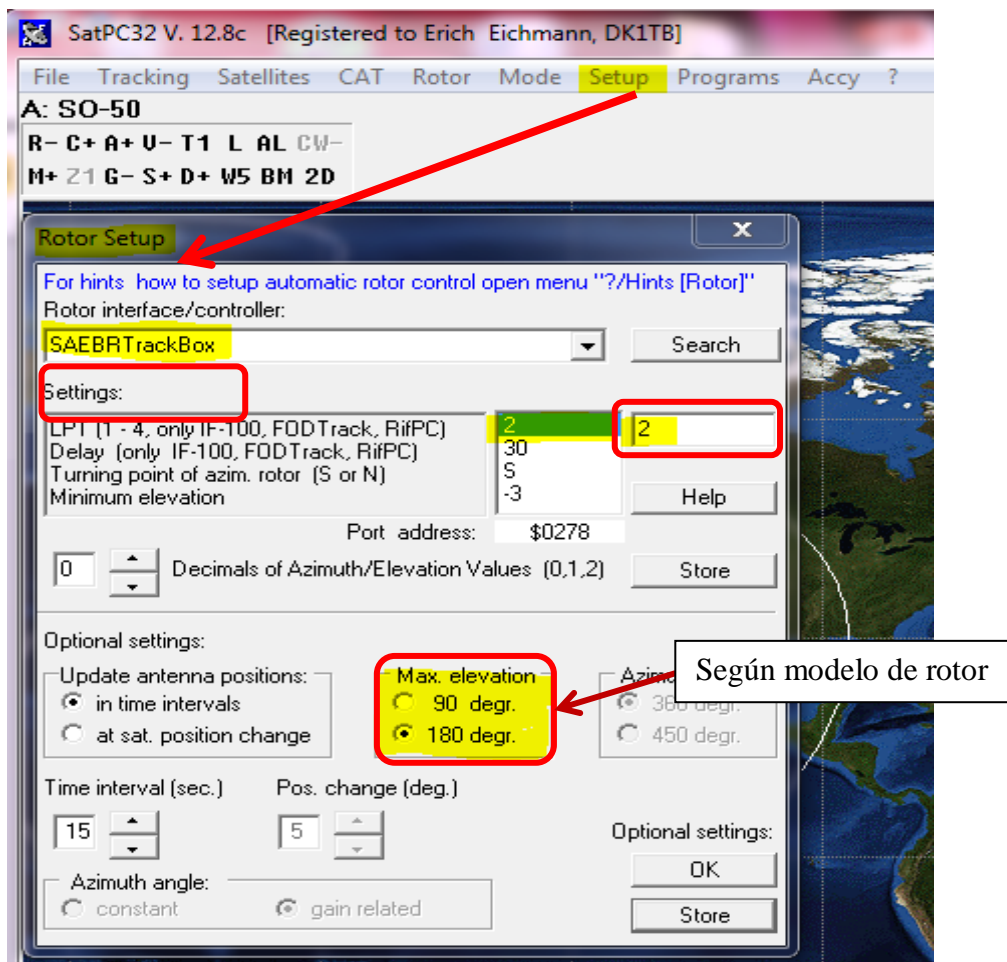 SatPC32 V. 12.8c [Registered to Erich Eichmann, DK1TB]
File Tracking Satellites CAT Rotor Mode Setup Programs Accy ?
A: SO-50
R- C+ A+ V- T1 L AL CW-
M+ Z1 G- S+ D+ W5 BM 2D
Rotor Setup
x
For hints how to setup automatic rotor control open menu "?/Hints [Rotor]"
Rotor interface/controller:
SAEBRTrackBox
Search
Settings:
LPT (1 - 4, only IF-100, FODTrack, RifPC) 2
2
Delay (only IF-100, FODTrack, RifPC) 30
Turning point of azim. rotor (S or N) S
Minimum elevation -3
Help
Port address: $0278
0 Decimals of Azimuth/Elevation Values (0,1,2)
Store
Optional settings:
Según modelo de rotor
Update antenna positions:
in time intervals
at sat. position change
Max. elevation
90 degr.
180 degr.
450 degr.
Time interval (sec.) Pos. change (deg.)
15 5
Optional settings:
OK
Azimuth angle:
constant gain related
Store